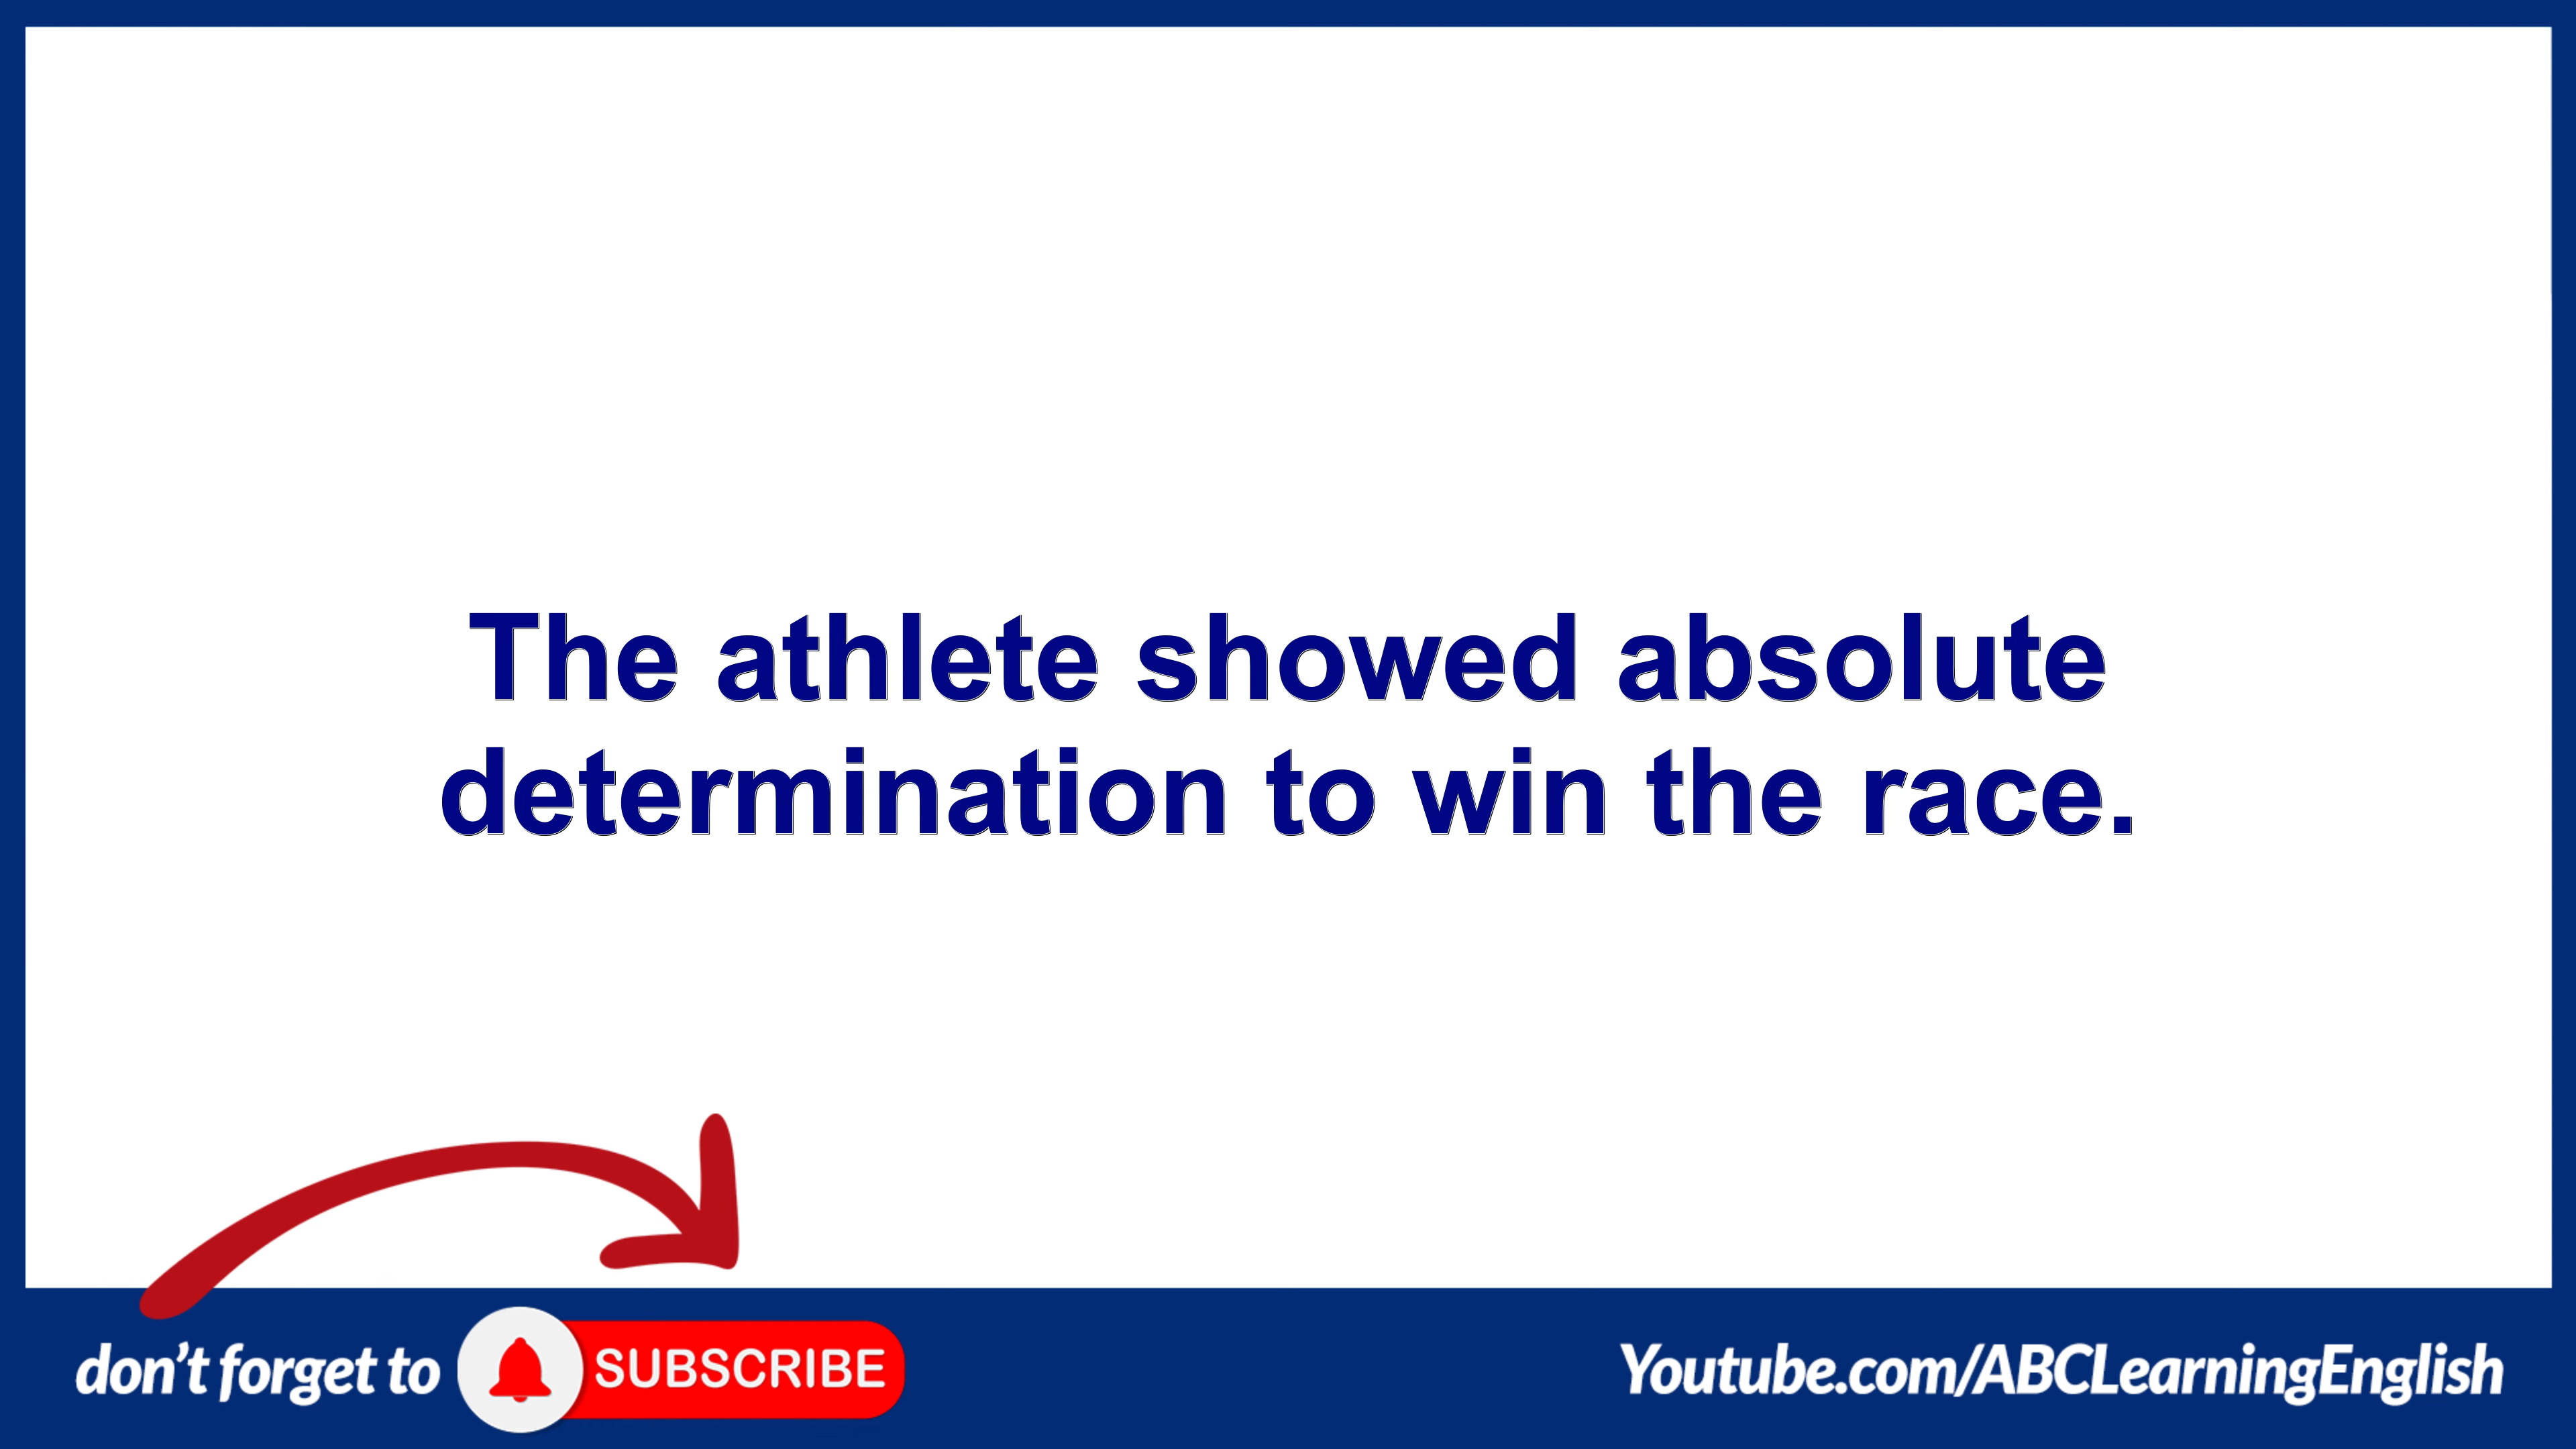 The athlete showed absolute
determination to win the race.
don't forget to SUBSCRIBE
Youtube.com/ABCLearningEnglish